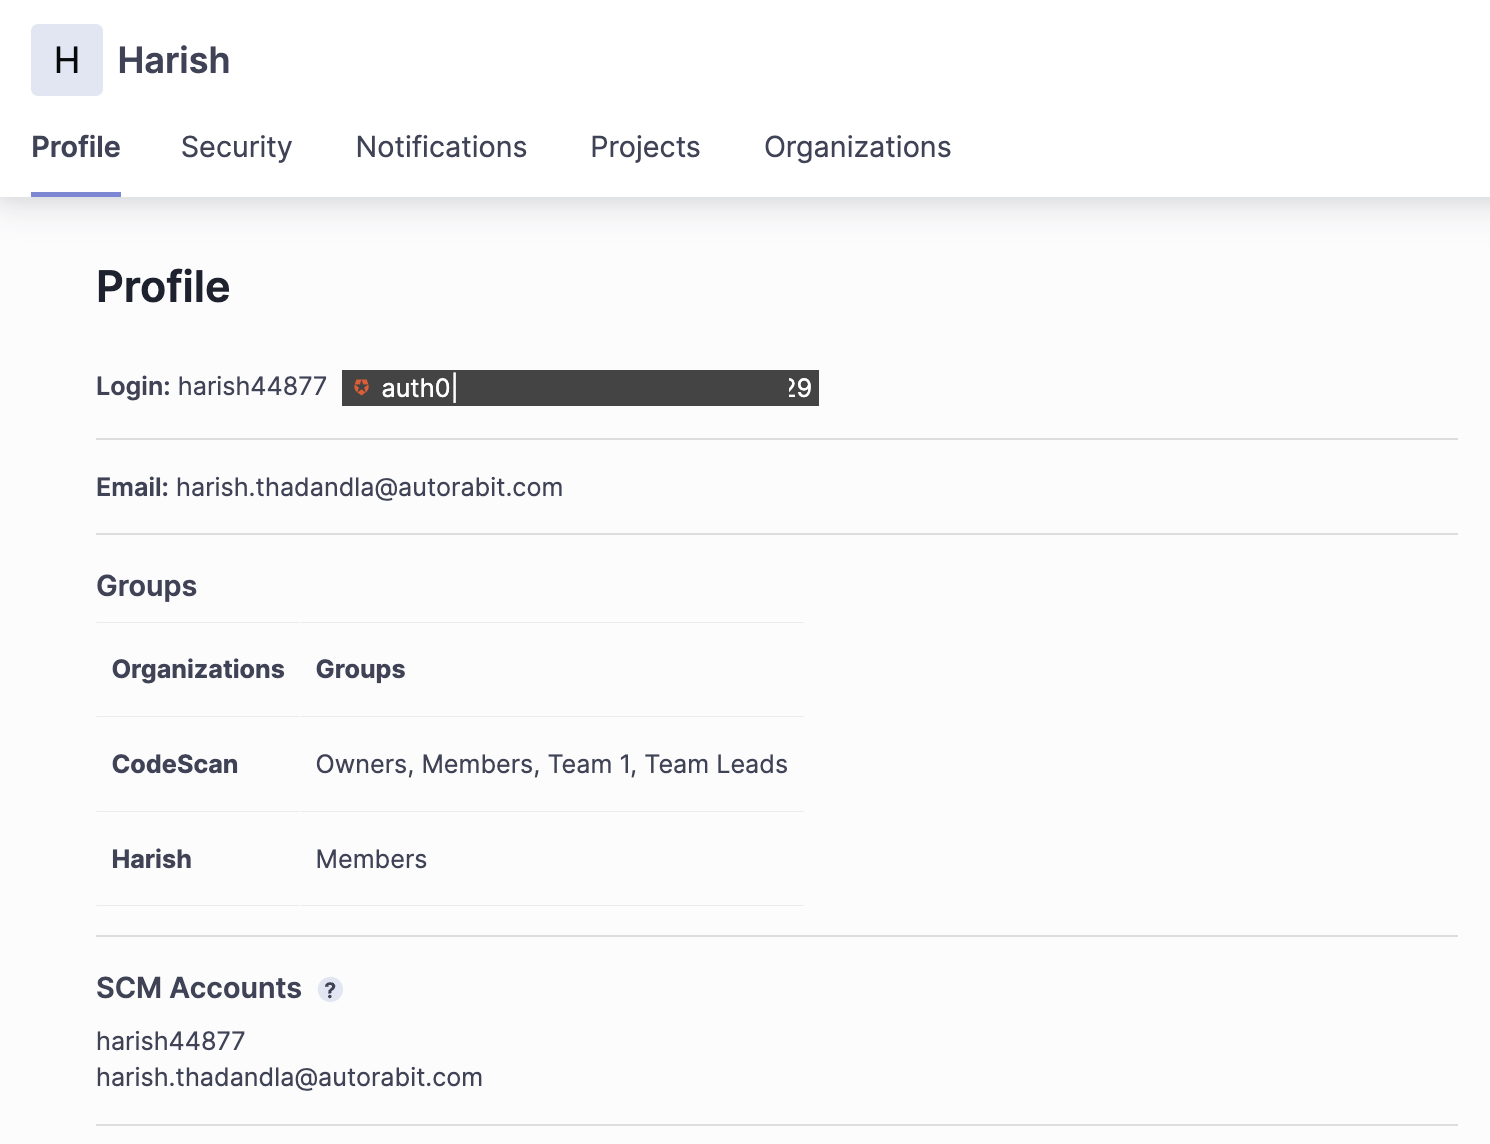 H Harish
Profile Security Notifications Projects Organizations
Profile
Login: harish44877 auth0| 29
Email: harish.thadandla@autorabit.com
Groups
Organizations Groups
CodeScan Owners, Members, Team 1, Team Leads
Harish Members
SCM Accounts ?
harish44877
harish.thadandla@autorabit.com